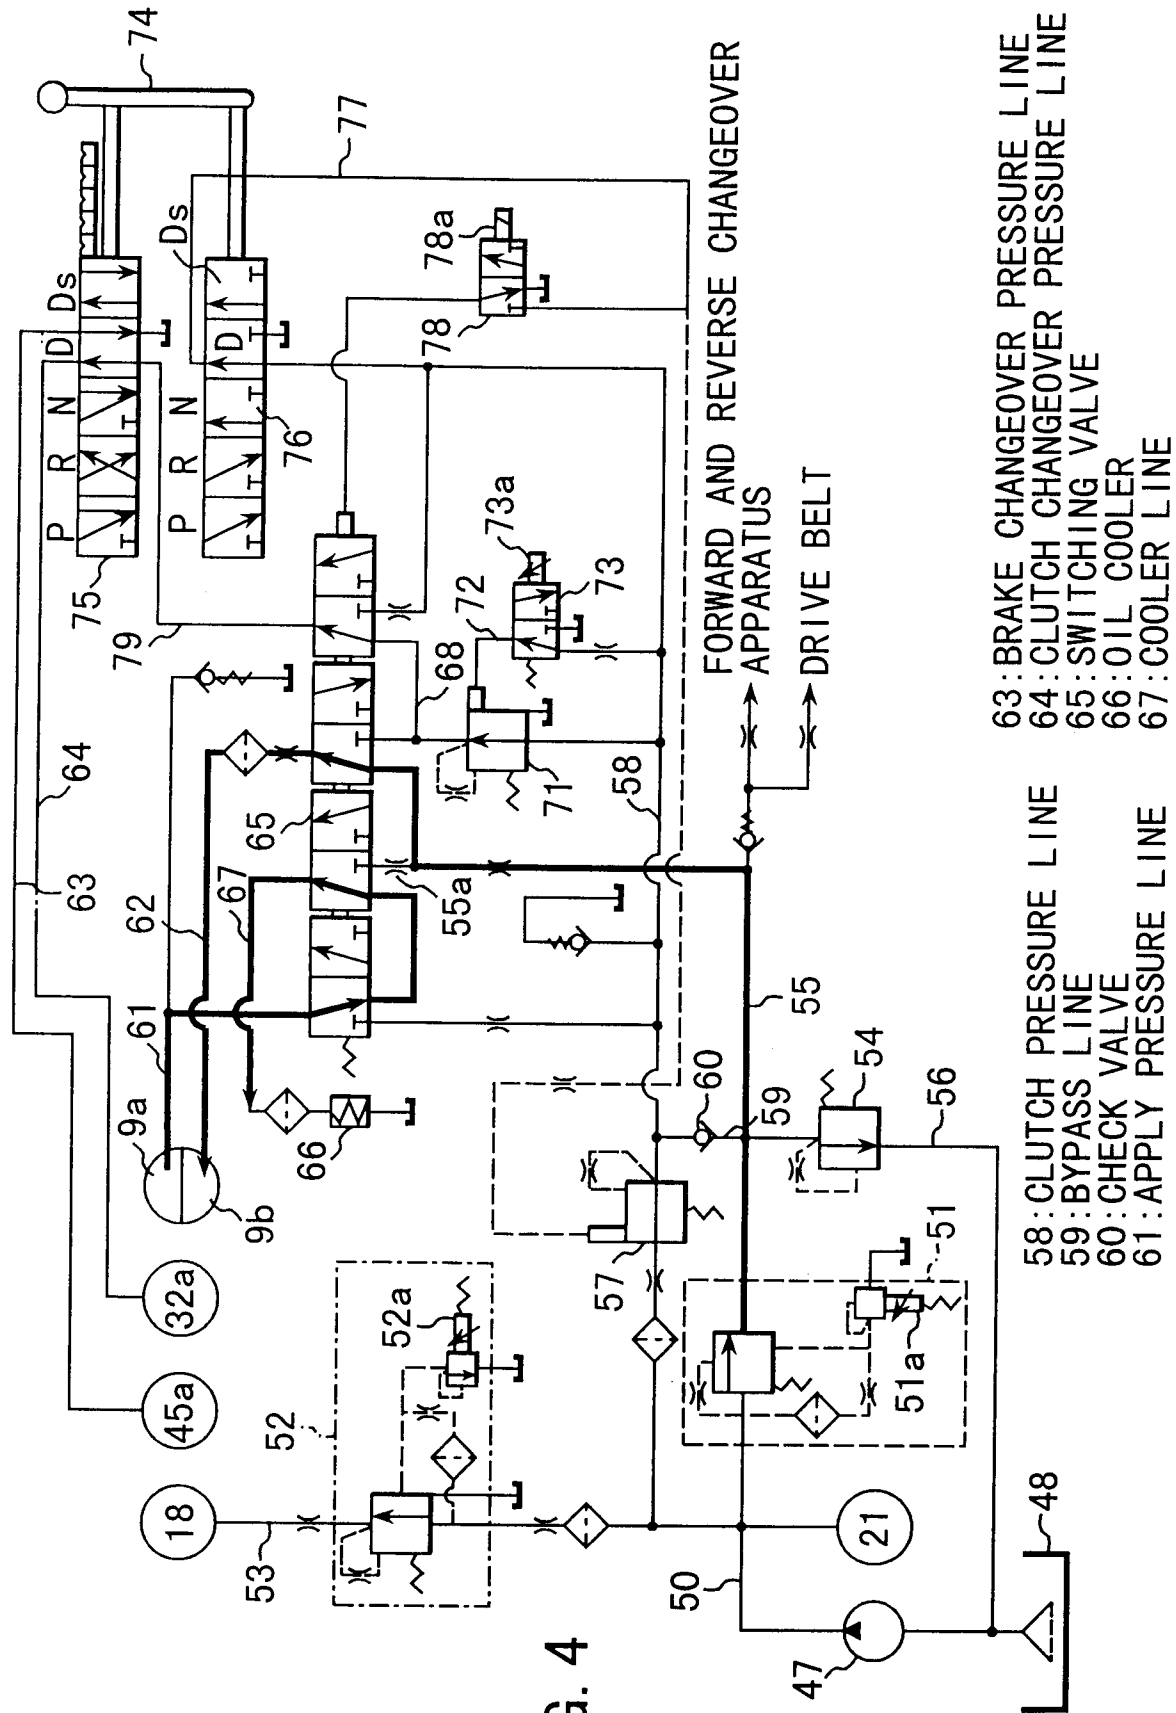 74
77
Ds
D
N
R
P
75
Ds
D
N
R
P
76
78a
78
79
73a
73
72
68
71
64
63
62
67
65
55a
58
61
9a
9b
66
55
60
59
54
56
57
32a
45a
18
52
52a
53
51
51a
50
21
47
48
FORWARD AND REVERSE CHANGEOVER
APPARATUS
DRIVE BELT
G. 4
58:CLUTCH PRESSURE LINE
59:BYPASS LINE
60:CHECK VALVE
61:APPLY PRESSURE LINE
63:BRAKE CHANGEOVER PRESSURE LINE
64:CLUTCH CHANGEOVER PRESSURE LINE
65:SWITCHING VALVE
66:OIL COOLER
67:COOLER LINE